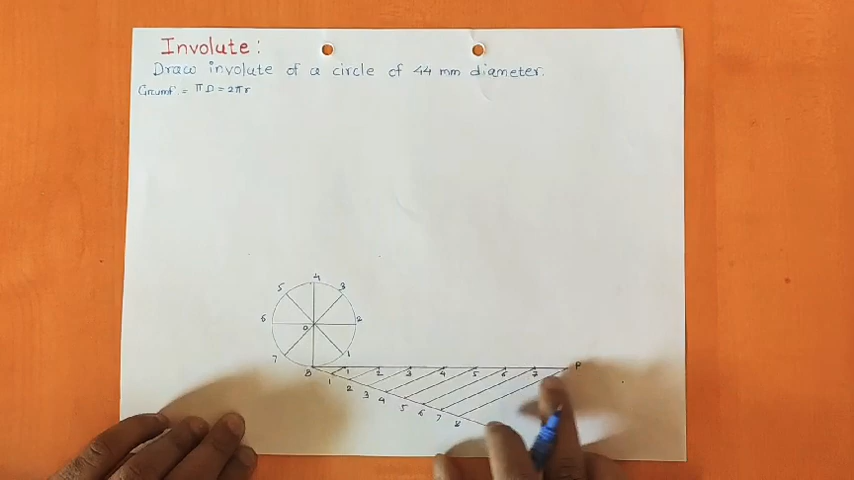 Involute:
Draw involute of a circle of 44 mm diameter.
Circumf. = πD = 2πr
4
5 3
6 O 2
7 1
8 1 2 3 4 5 6 7 P
1 2 3 4 5 6 7 8